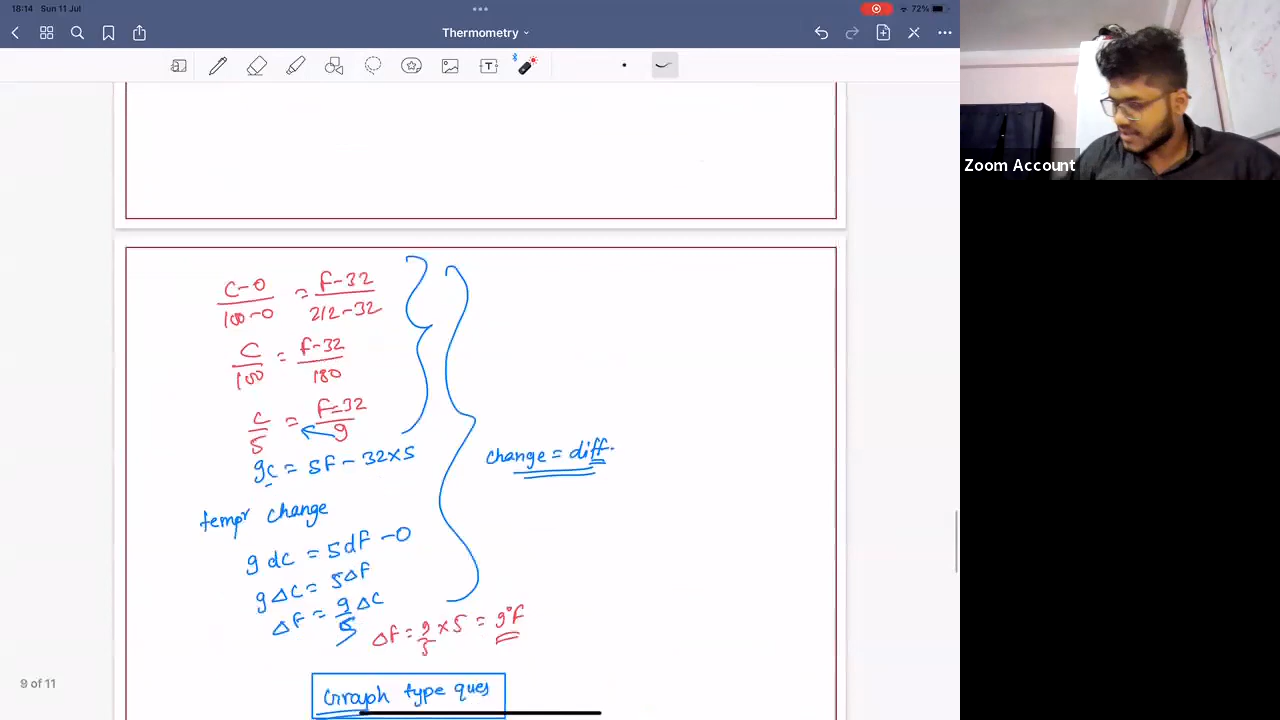 18:14 Sun 11 Jul
72%
Thermometry
T
Zoom Account
C-0 / 100-0 = F-32 / 212-32
C / 100 = F-32 / 180
C / 5 = F-32 / 9
9C = 5F - 32×5
change = diff.
tempr change
9 dC = 5dF - 0
9 ΔC = 5ΔF
ΔF = 9/5 ΔC
ΔF = 9/5 × 5 = 9°F
Graph type ques
9 of 11